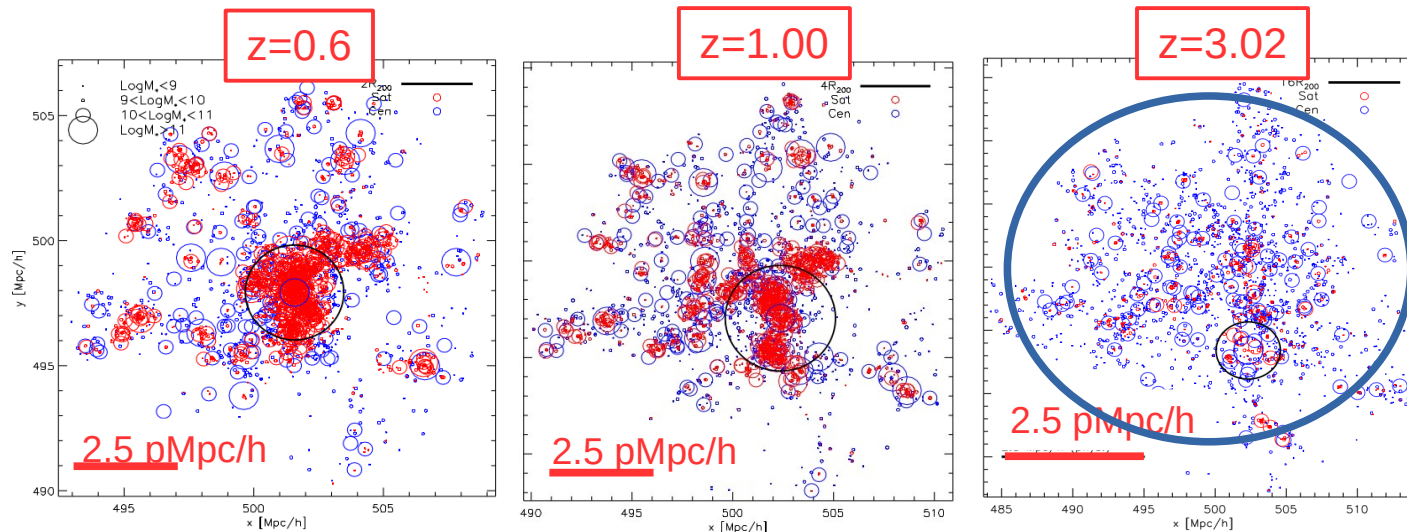 z=0.6
LogM*<9
9<LogM*<10
10<LogM*<11
LogM*>11
2R200
Sat
Cen
2.5 pMpc/h
505
500
495
490
y [Mpc/h]
495 500 505
x [Mpc/h]
z=1.00
4R200
Sat
Cen
2.5 pMpc/h
490 495 500 505 510
x [Mpc/h]
z=3.02
16R200
Sat
Cen
2.5 pMpc/h
485 490 495 500 505 510
x [Mpc/h]